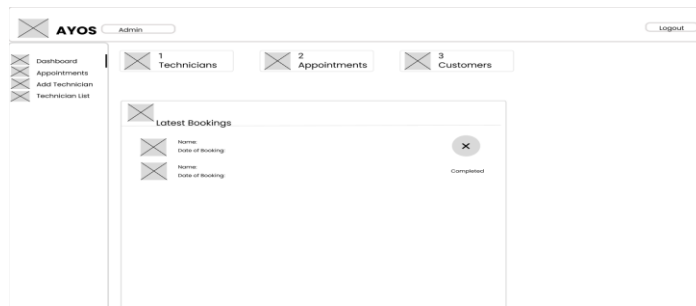 AYOS
Admin
Logout
Dashboard
Appointments
Add Technician
Technician List
1
Technicians
2
Appointments
3
Customers
Latest Bookings
Name:
Date of Booking:
Name:
Date of Booking:
Completed